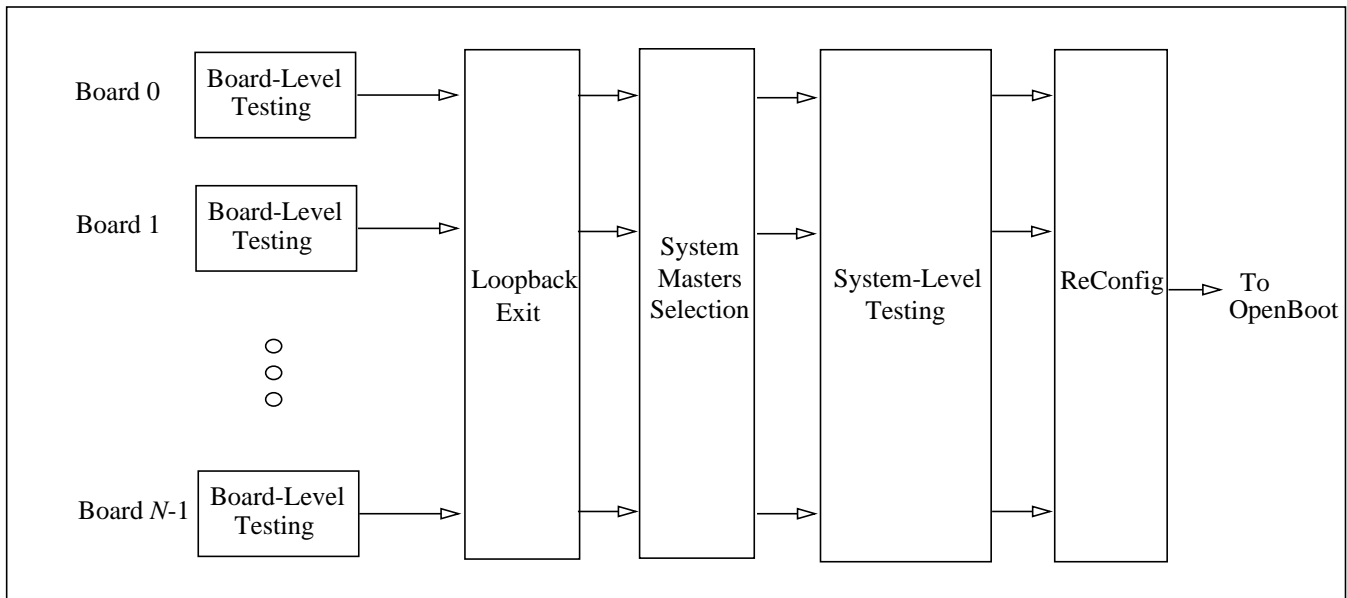 Board 0
Board-Level
Testing
Board 1
Board-Level
Testing
Board N-1
Board-Level
Testing
Loopback
Exit
System
Masters
Selection
System-Level
Testing
ReConfig
To
OpenBoot